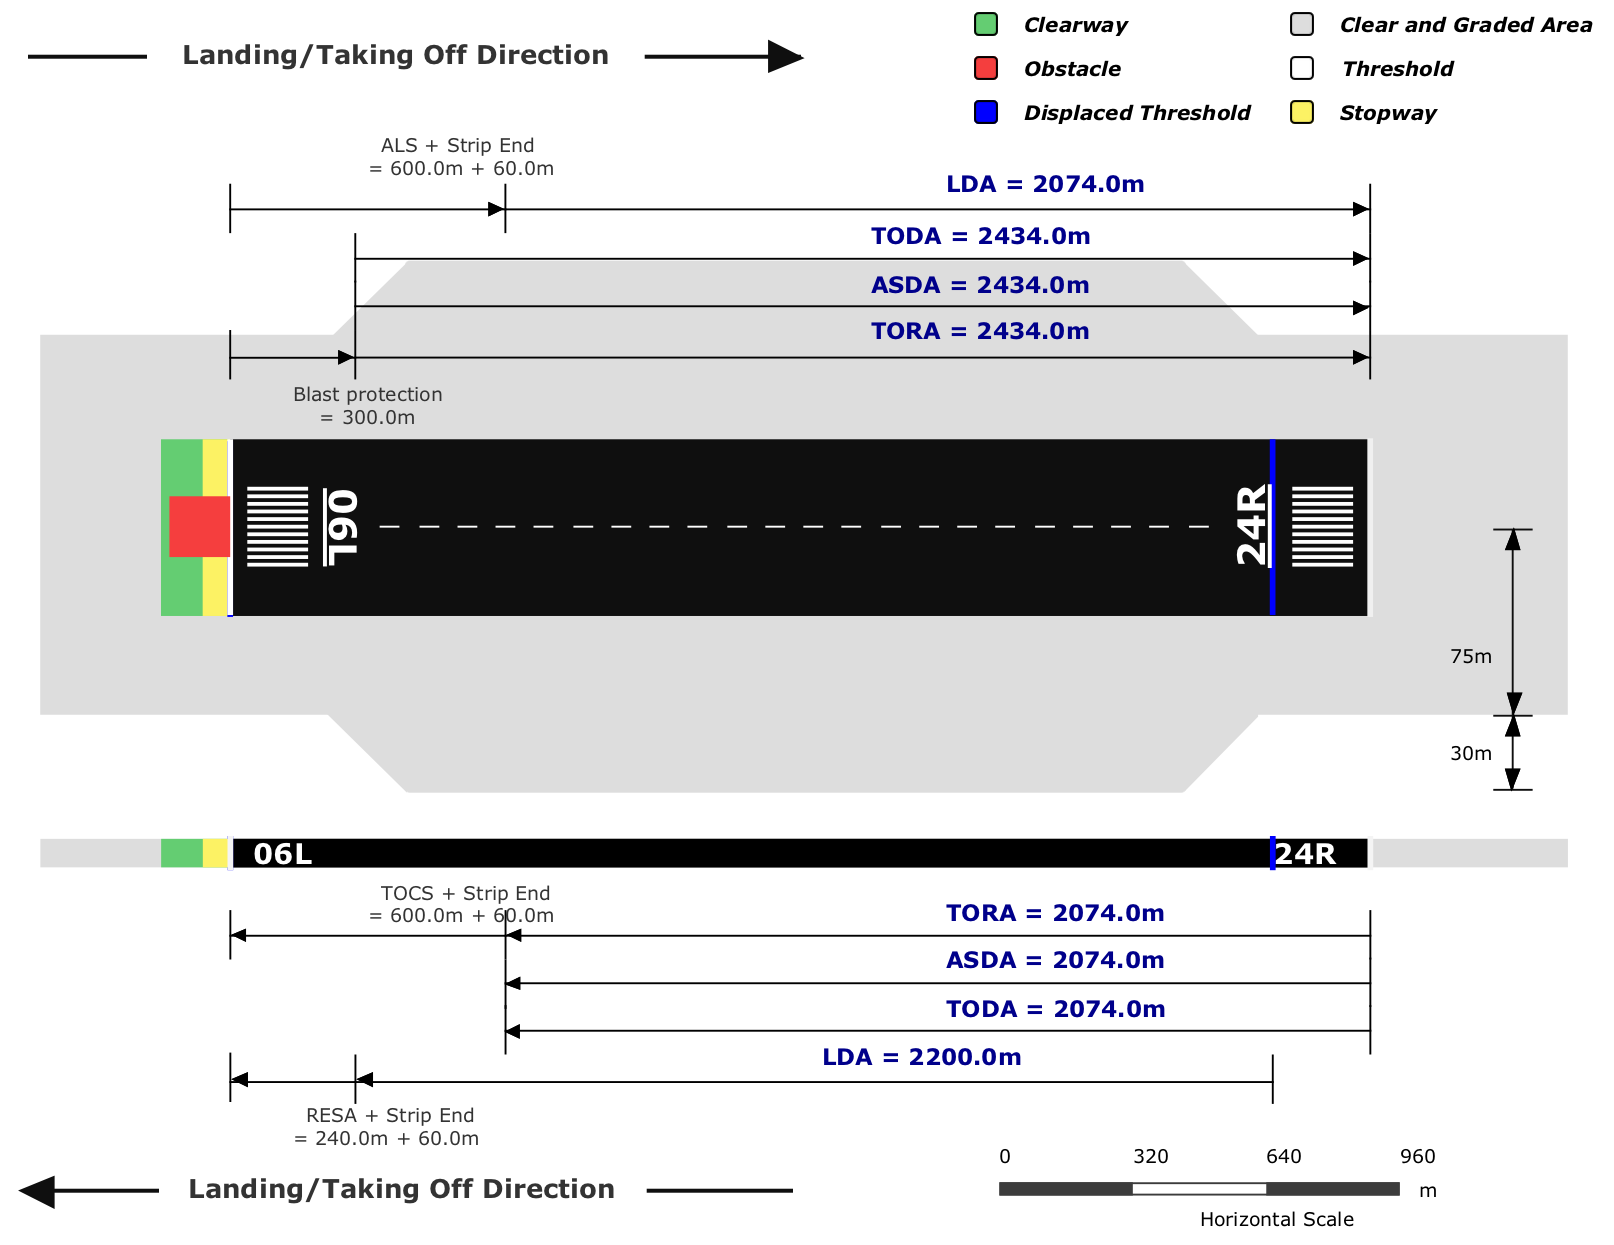 Landing/Taking Off Direction
Clearway
Clear and Graded Area
Obstacle
Threshold
Displaced Threshold
Stopway
ALS + Strip End
= 600.0m + 60.0m
LDA = 2074.0m
TODA = 2434.0m
ASDA = 2434.0m
TORA = 2434.0m
Blast protection
= 300.0m
06L
24R
75m
30m
06L
24R
TOCS + Strip End
= 600.0m + 60.0m
TORA = 2074.0m
ASDA = 2074.0m
TODA = 2074.0m
LDA = 2200.0m
RESA + Strip End
= 240.0m + 60.0m
Landing/Taking Off Direction
0 320 640 960
m
Horizontal Scale